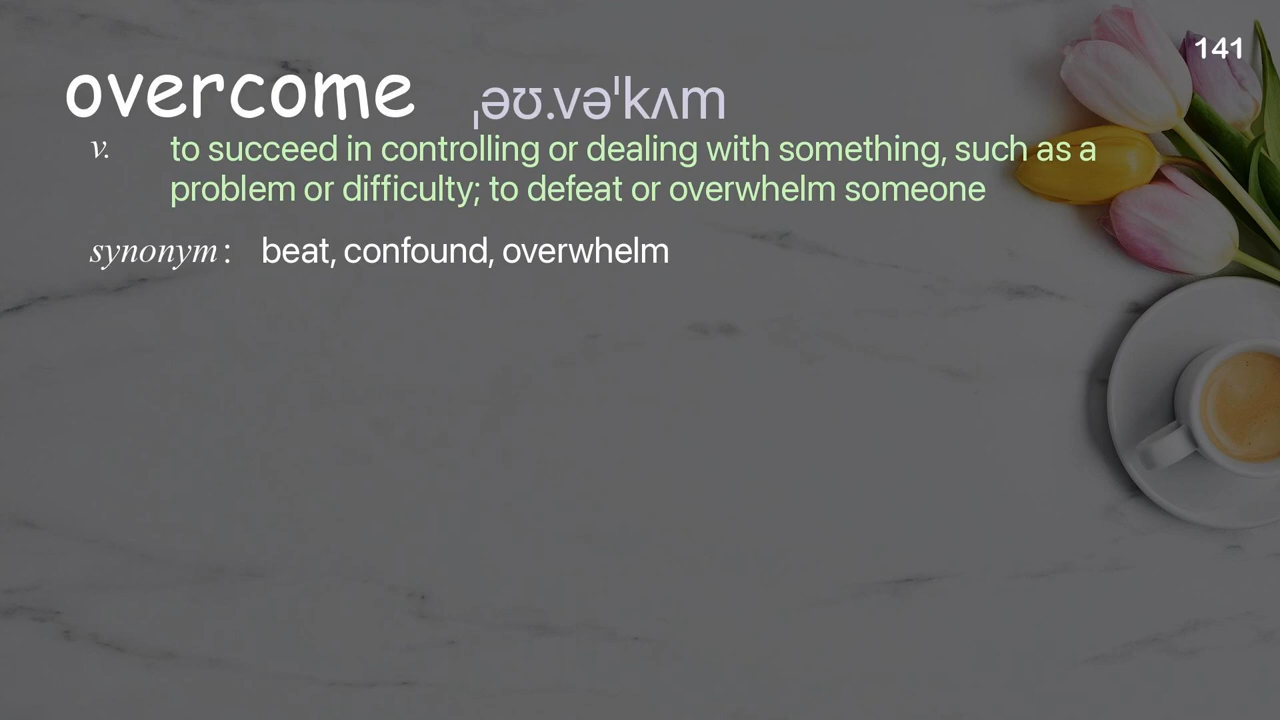 141
overcome ˌəʊ.vəˈkʌm
v. to succeed in controlling or dealing with something, such as a
problem or difficulty; to defeat or overwhelm someone
synonym: beat, confound, overwhelm